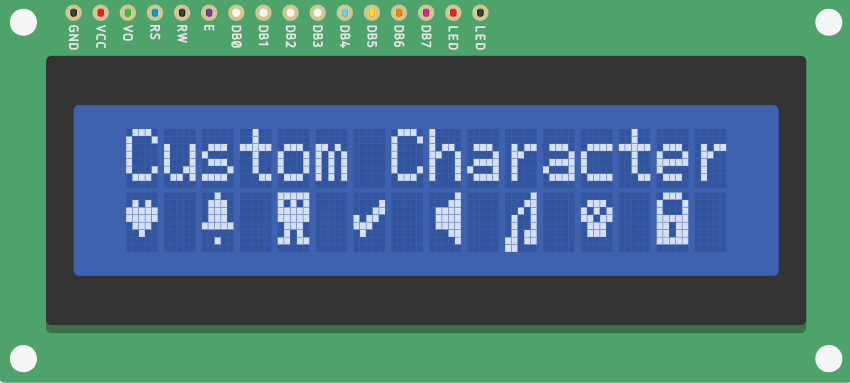 GND VCC VO RS RW E DB0 DB1 DB2 DB3 DB4 DB5 DB6 DB7 LED LED
Custom Character